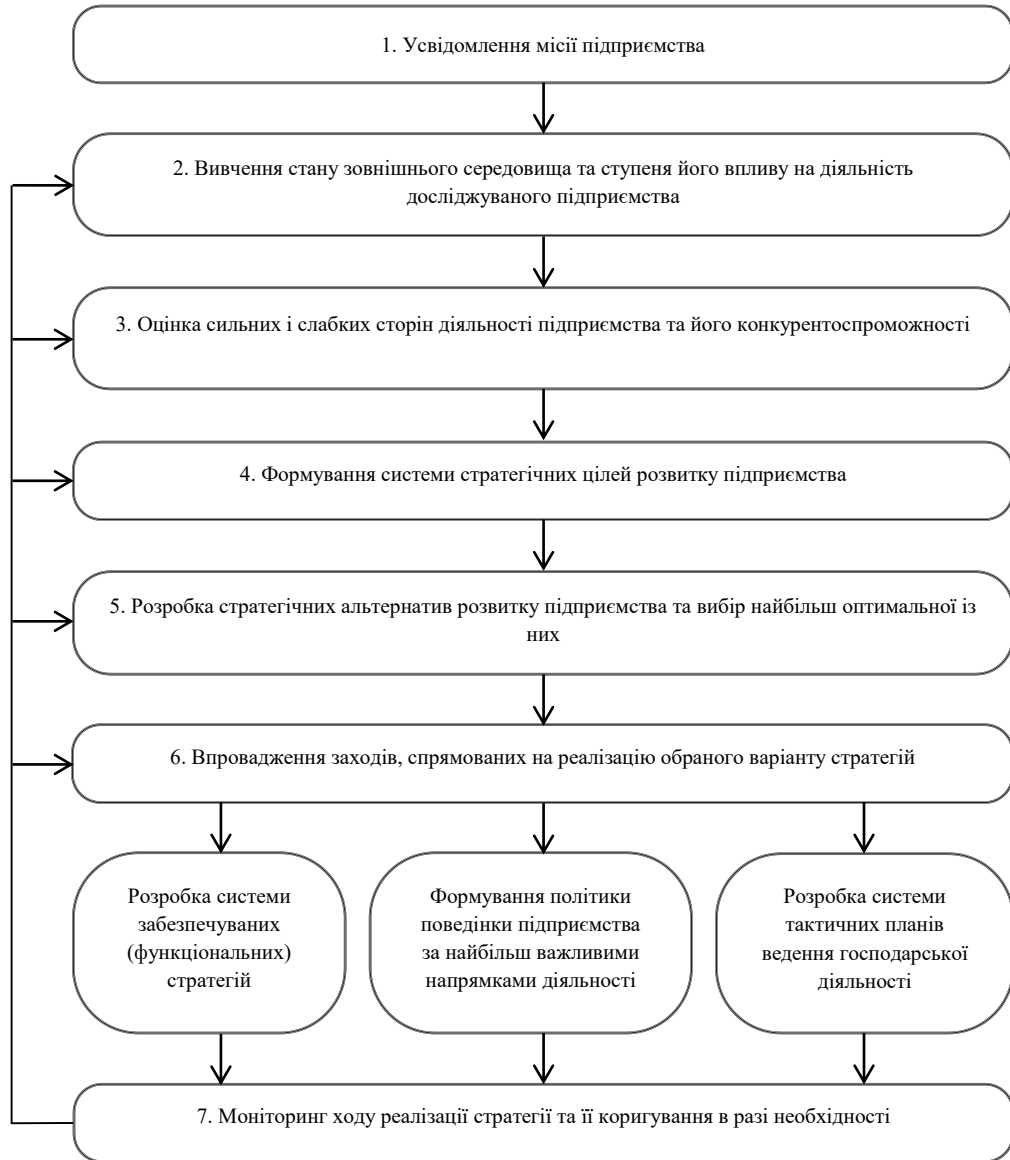 1. Усвідомлення місії підприємства
2. Вивчення стану зовнішнього середовища та ступеня його впливу на діяльність
досліджуваного підприємства
3. Оцінка сильних і слабких сторін діяльності підприємства та його конкурентоспроможності
4. Формування системи стратегічних цілей розвитку підприємства
5. Розробка стратегічних альтернатив розвитку підприємства та вибір найбільш оптимальної із
них
6. Впровадження заходів, спрямованих на реалізацію обраного варіанту стратегій
Розробка системи
забезпечуваних
(функціональних)
стратегій
Формування політики
поведінки підприємства
за найбільш важливими
напрямками діяльності
Розробка системи
тактичних планів
ведення господарської
діяльності
7. Моніторинг ходу реалізації стратегії та її коригування в разі необхідності